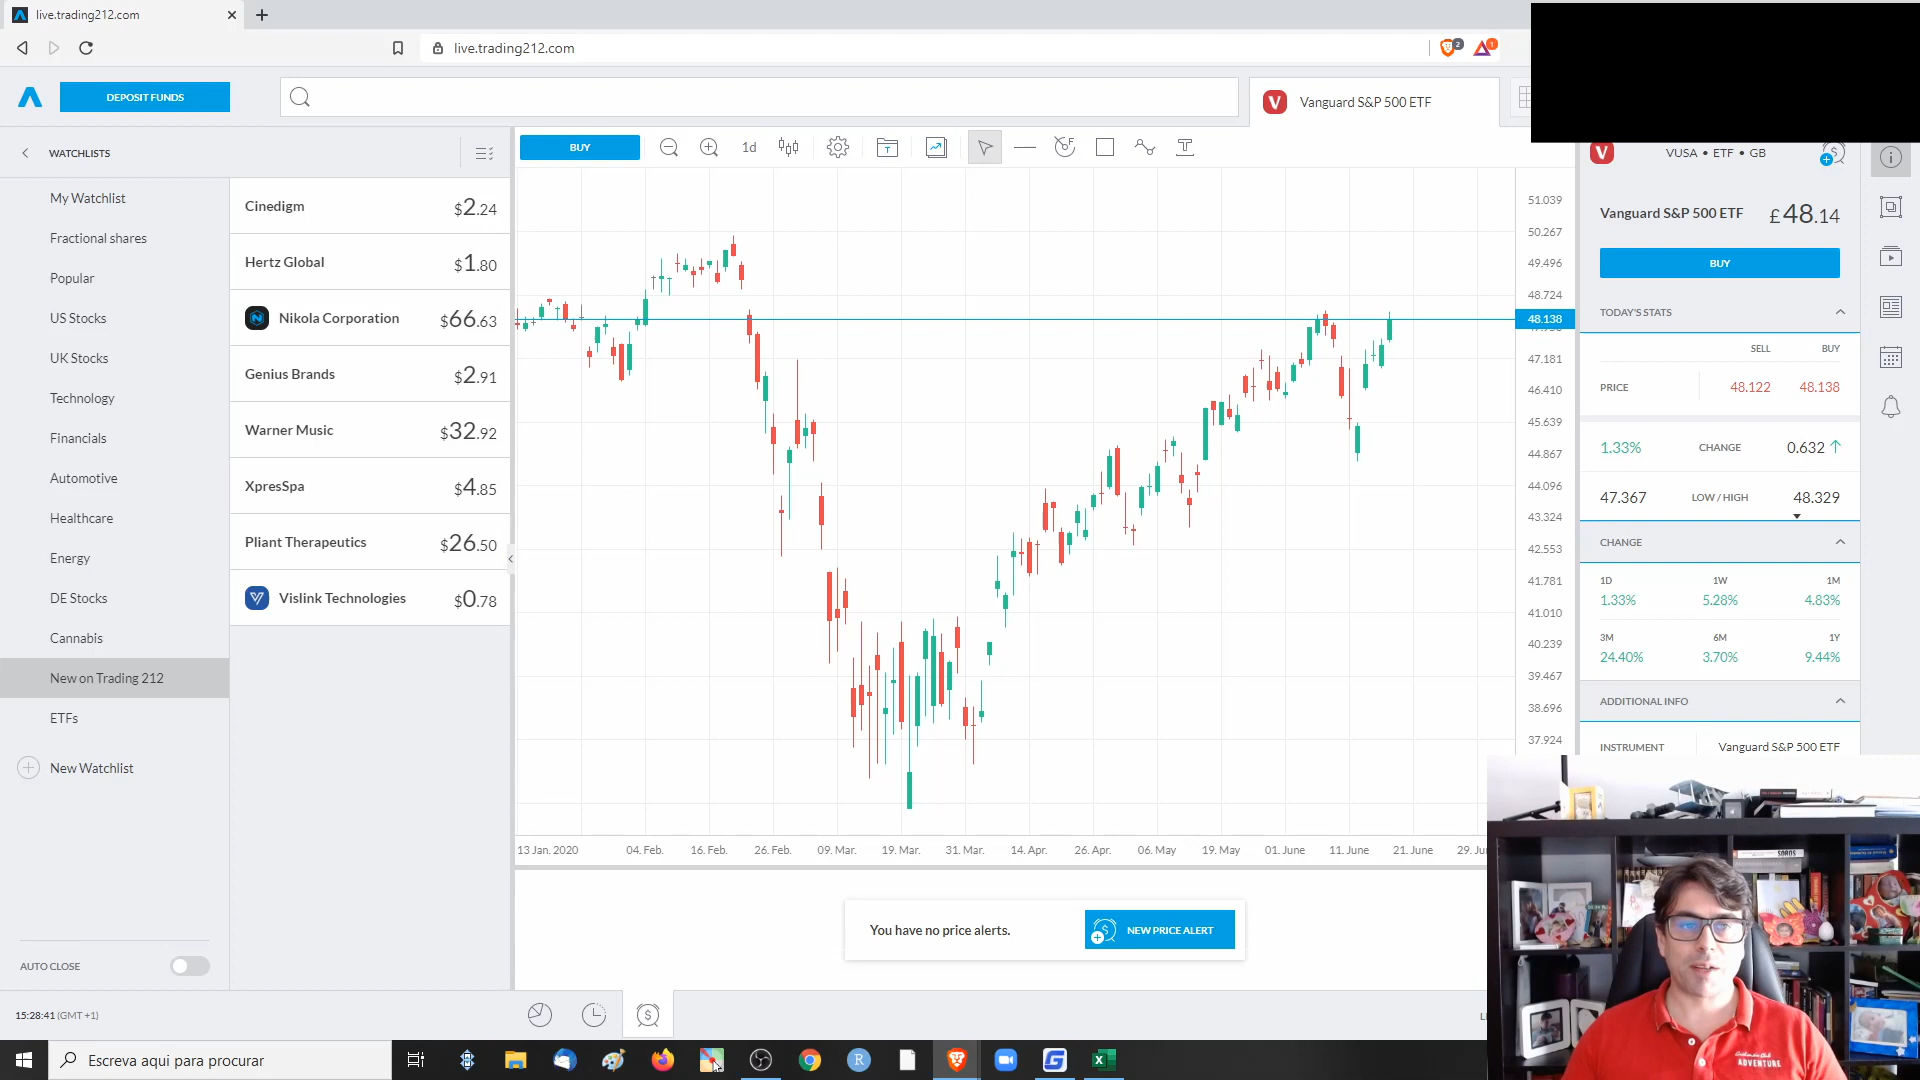 live.trading212.com
live.trading212.com
2
1
DEPOSIT FUNDS
V
Vanguard S&P 500 ETF
WATCHLISTS
BUY
1d
V
VUSA • ETF • GB
My Watchlist
Fractional shares
Popular
US Stocks
UK Stocks
Technology
Financials
Automotive
Healthcare
Energy
DE Stocks
Cannabis
New on Trading 212
ETFs
New Watchlist
AUTO CLOSE
15:28:41 (GMT +1)
Cinedigm $2.24
Hertz Global $1.80
Nikola Corporation $66.63
Genius Brands $2.91
Warner Music $32.92
XpresSpa $4.85
Pliant Therapeutics $26.50
Vislink Technologies $0.78
51.039
50.267
49.496
48.724
48.138
47.181
46.410
45.639
44.867
44.096
43.324
42.553
41.781
41.010
40.239
39.467
38.696
37.924
13 Jan. 2020 04. Feb. 16. Feb. 26. Feb. 09. Mar. 19. Mar. 31. Mar. 14. Apr. 26. Apr. 06. May 19. May 01. June 11. June 21. June
You have no price alerts.
NEW PRICE ALERT
Vanguard S&P 500 ETF £48.14
BUY
TODAY'S STATS
SELL BUY
PRICE 48.122 48.138
1.33% CHANGE 0.632
47.367 LOW / HIGH 48.329
CHANGE
1D 1W 1M
1.33% 5.28% 4.83%
3M 6M 1Y
24.40% 3.70% 9.44%
ADDITIONAL INFO
INSTRUMENT Vanguard S&P 500 ETF
SOROS
ADVENTURE
Escreva aqui para procurar